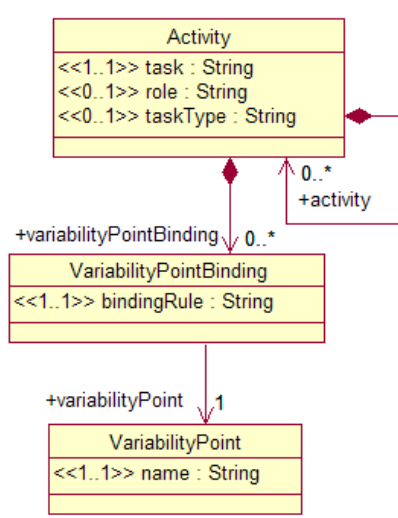 Activity
<<1..1>> task : String
<<0..1>> role : String
<<0..1>> taskType : String
0..*
+activity
+variabilityPointBinding
0..*
VariabilityPointBinding
<<1..1>> bindingRule : String
+variabilityPoint
1
VariabilityPoint
<<1..1>> name : String